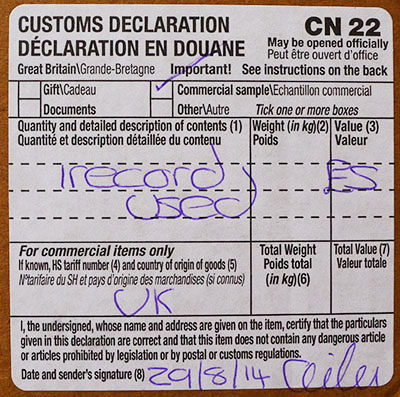 CUSTOMS DECLARATION CN 22
DÉCLARATION EN DOUANE May be opened officially
Peut être ouvert d'office
Great Britain\Grande-Bretagne Important! See instructions on the back
Gift\Cadeau Commercial sample\Echantillon commercial
Documents Other\Autre Tick one or more boxes
Quantity and detailed description of contents (1) Weight (in kg)(2) Value (3)
Quantité et description détaillée du contenu Poids Valeur
1 record
used
For commercial items only Total Weight Total Value (7)
If known, HS tariff number (4) and country of origin of goods (5) Poids total Valeur totale
N°tarifaire du SH et pays d'origine des marchandises (si connus) (in kg)(6)
UK
I, the undersigned, whose name and address are given on the item, certify that the particulars
given in this declaration are correct and that this item does not contain any dangerous article
or articles prohibited by legislation or by postal or customs regulations.
Date and sender's signature (8) 29/8/14